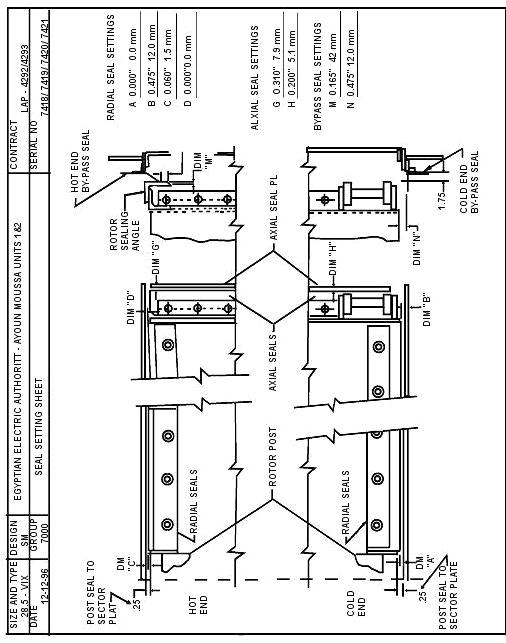 SIZE AND TYPE
28.5 - VIX
DESIGN
SM
EGYPTIAN ELECTRIC AUTHORITT - AYOUN MOUSSA UNITS 1&2
CONTRACT
LAP - 4292/4293
DATE
12-12-96
GROUP
7000
SEAL SETTING SHEET
SERIAL NO
7418/ 7419/ 7420/ 7421
RADIAL SEAL SETTINGS
A 0.000" 0.0 mm
B 0.475" 12.0 mm
C 0.060" 1.5 mm
D 0.000"0.0 mm
ALXIAL SEAL SETTINGS
G 0.310" 7.9 mm
H 0.200" 5.1 mm
BYPASS SEAL SETTINGS
M 0.165" 42 mm
N 0.475" 12.0 mm
HOT END
BY-PASS SEAL
ROTOR
SEALING
ANGLE
DIM
"M"
DIM "G"
AXIAL SEAL PL
DIM "H"
DIM "N"
1.75
COLD END
BY-PASS SEAL
DIM "D"
AXIAL SEALS
DIM "B"
RADIAL SEALS
ROTOR POST
RADIAL SEALS
POST SEAL TO
SECTOR
PLATE
.25
DM
"C"
HOT
END
COLD
END
DM
"A"
.25
POST SEAL TO
SECTOR PLATE